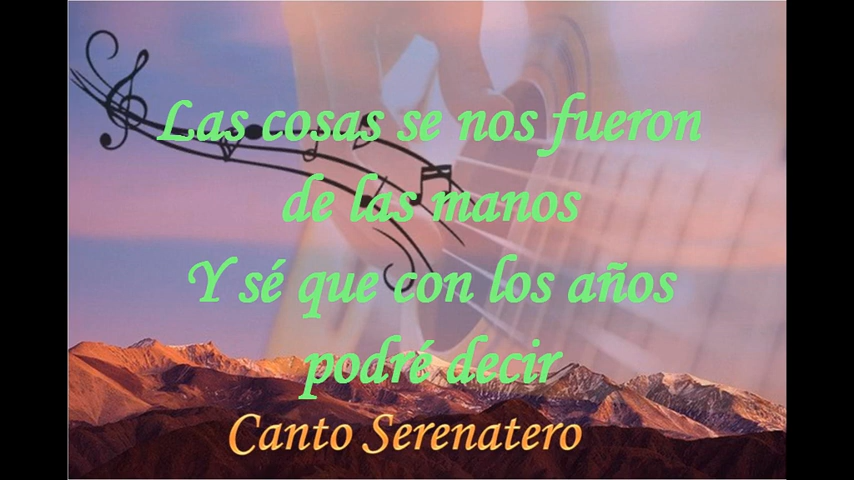 Las cosas se nos fueron
de las manos
Y sé que con los años
podré decir
Canto Serenatero